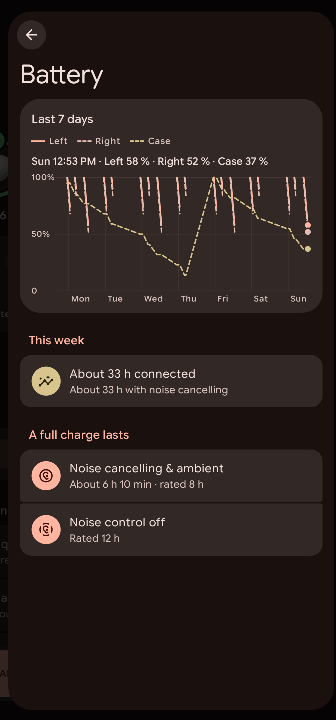 Battery
Last 7 days
Left Right Case
Sun 12:53 PM · Left 58 % · Right 52 % · Case 37 %
100%
50%
0
Mon Tue Wed Thu Fri Sat Sun
This week
About 33 h connected
About 33 h with noise cancelling
A full charge lasts
Noise cancelling & ambient
About 6 h 10 min · rated 8 h
Noise control off
Rated 12 h